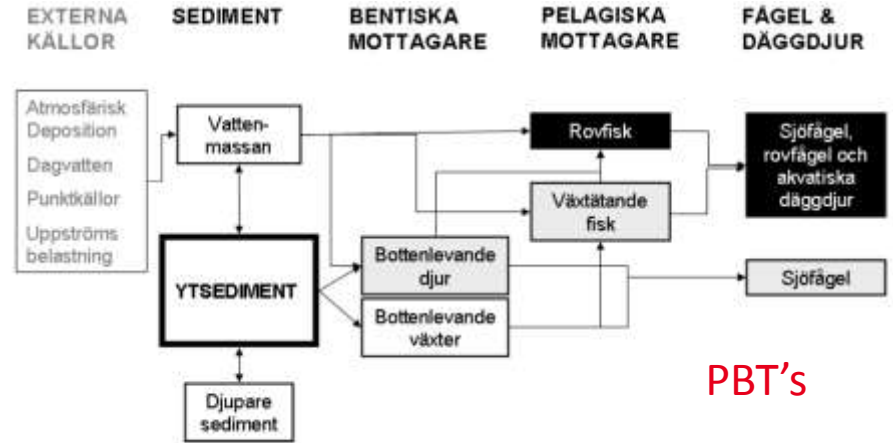 EXTERNA
KÄLLOR
SEDIMENT
BENTISKA
MOTTAGARE
PELAGISKA
MOTTAGARE
FÅGEL &
DÄGGDJUR
Atmosfärisk
Deposition
Dagvatten
Punktkällor
Uppströms
belastning
Vatten-
massan
YTSEDIMENT
Djupare
sediment
Bottenlevande
djur
Bottenlevande
växter
Rovfisk
Växtätande
fisk
Sjöfågel,
rovfågel och
akvatiska
däggdjur
Sjöfågel
PBT's